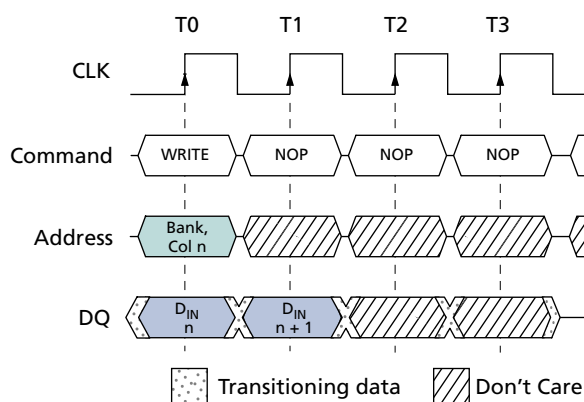 T0 T1 T2 T3
CLK
Command WRITE NOP NOP NOP
Address Bank,
Col n
DQ DIN DIN
n n + 1
Transitioning data Don't Care